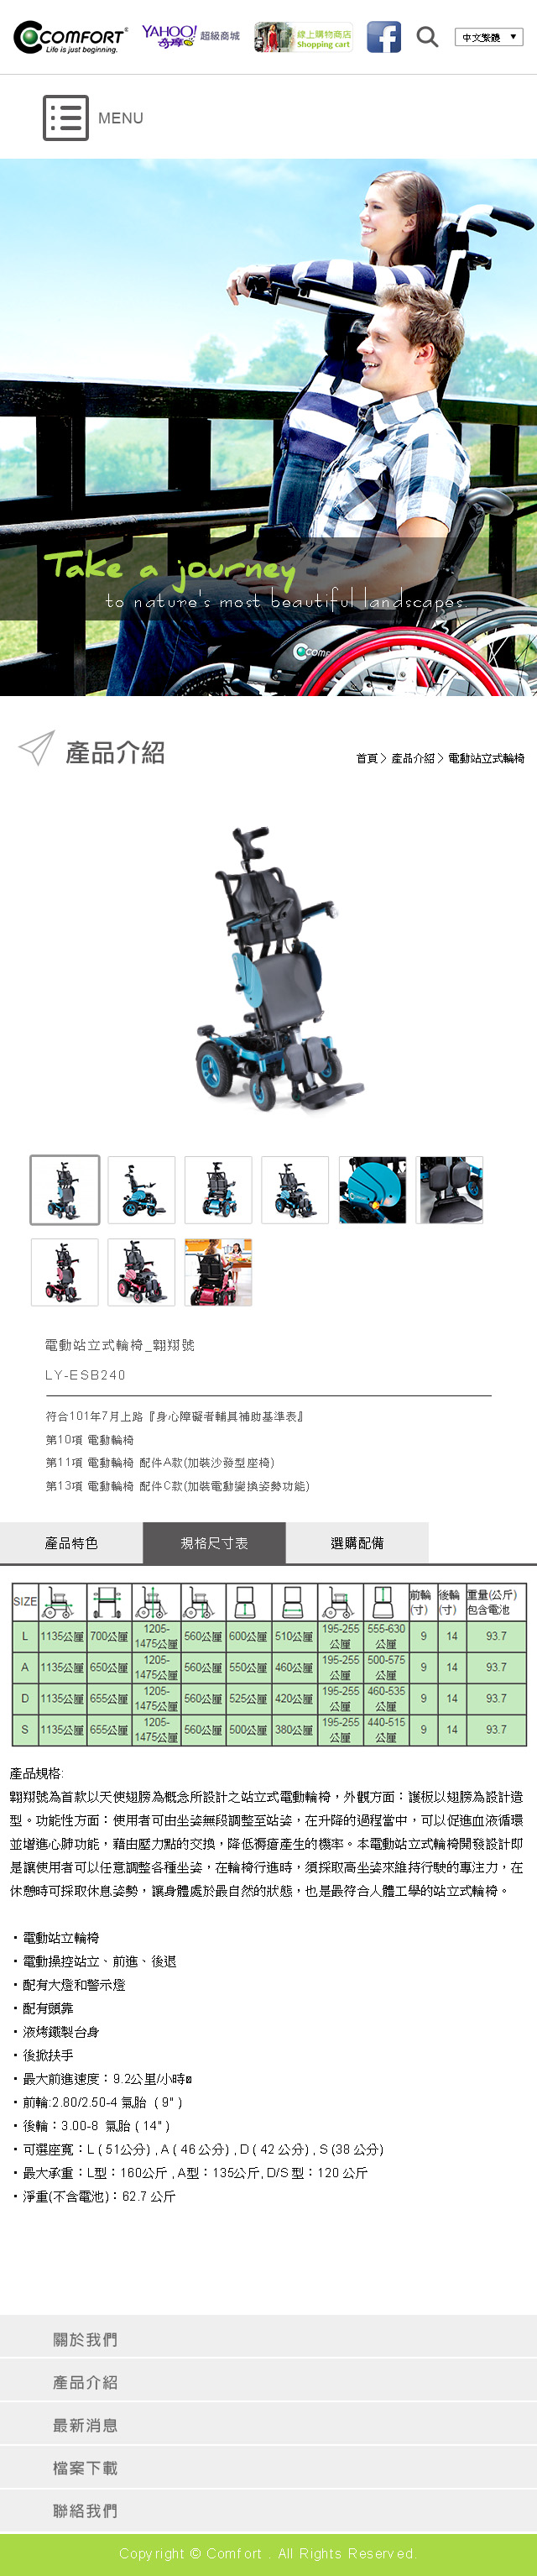 COMFORT®
Life is just beginning.
YAHOO!
奇摩 超級商城
線上購物商店
Shopping cart
中文繁體 ▼
MENU
Take a journey
to nature's most beautiful landscapes.
COMFORT
產品介紹
首頁 > 產品介紹 > 電動站立式輪椅
電動站立式輪椅_翱翔號
LY-ESB240
符合101年7月上路『身心障礙者輔具補助基準表』
第10項 電動輪椅
第11項 電動輪椅 配件A款(加裝沙發型座椅)
第13項 電動輪椅 配件C款(加裝電動變換姿勢功能)
產品特色 規格尺寸表 選購配備
SIZE 前輪(寸) 後輪(寸) 重量(公斤)包含電池
L 1135公厘 700公厘 1205-1475公厘 560公厘 600公厘 510公厘 195-255公厘 555-630公厘 9 14 93.7
A 1135公厘 650公厘 1205-1475公厘 560公厘 550公厘 460公厘 195-255公厘 500-575公厘 9 14 93.7
D 1135公厘 655公厘 1205-1475公厘 560公厘 525公厘 420公厘 195-255公厘 460-535公厘 9 14 93.7
S 1135公厘 655公厘 1205-1475公厘 560公厘 500公厘 380公厘 195-255公厘 440-515公厘 9 14 93.7
產品規格:
翱翔號為首款以天使翅膀為概念所設計之站立式電動輪椅，外觀方面：護板以翅膀為設計造
型。功能性方面：使用者可由坐姿無段調整至站姿，在升降的過程當中，可以促進血液循環
並增進心肺功能，藉由壓力點的交換，降低褥瘡產生的機率。本電動站立式輪椅開發設計即
是讓使用者可以任意調整各種坐姿，在輪椅行進時，須採取高坐姿來維持行駛的專注力，在
休憩時可採取休息姿勢，讓身體處於最自然的狀態，也是最符合人體工學的站立式輪椅。
・電動站立輪椅
・電動操控站立、前進、後退
・配有大燈和警示燈
・配有頭靠
・液烤鐵製台身
・後掀扶手
・最大前進速度：9.2公里/小時
・前輪:2.80/2.50-4 氣胎 ( 9" )
・後輪：3.00-8 氣胎 ( 14" )
・可選座寬：L ( 51公分) , A ( 46 公分) , D ( 42 公分) , S (38 公分)
・最大承重：L型：160公斤 , A型：135公斤, D/S 型：120 公斤
・淨重(不含電池)：62.7 公斤
關於我們
產品介紹
最新消息
檔案下載
聯絡我們
Copyright © Comfort . All Rights Reserved.